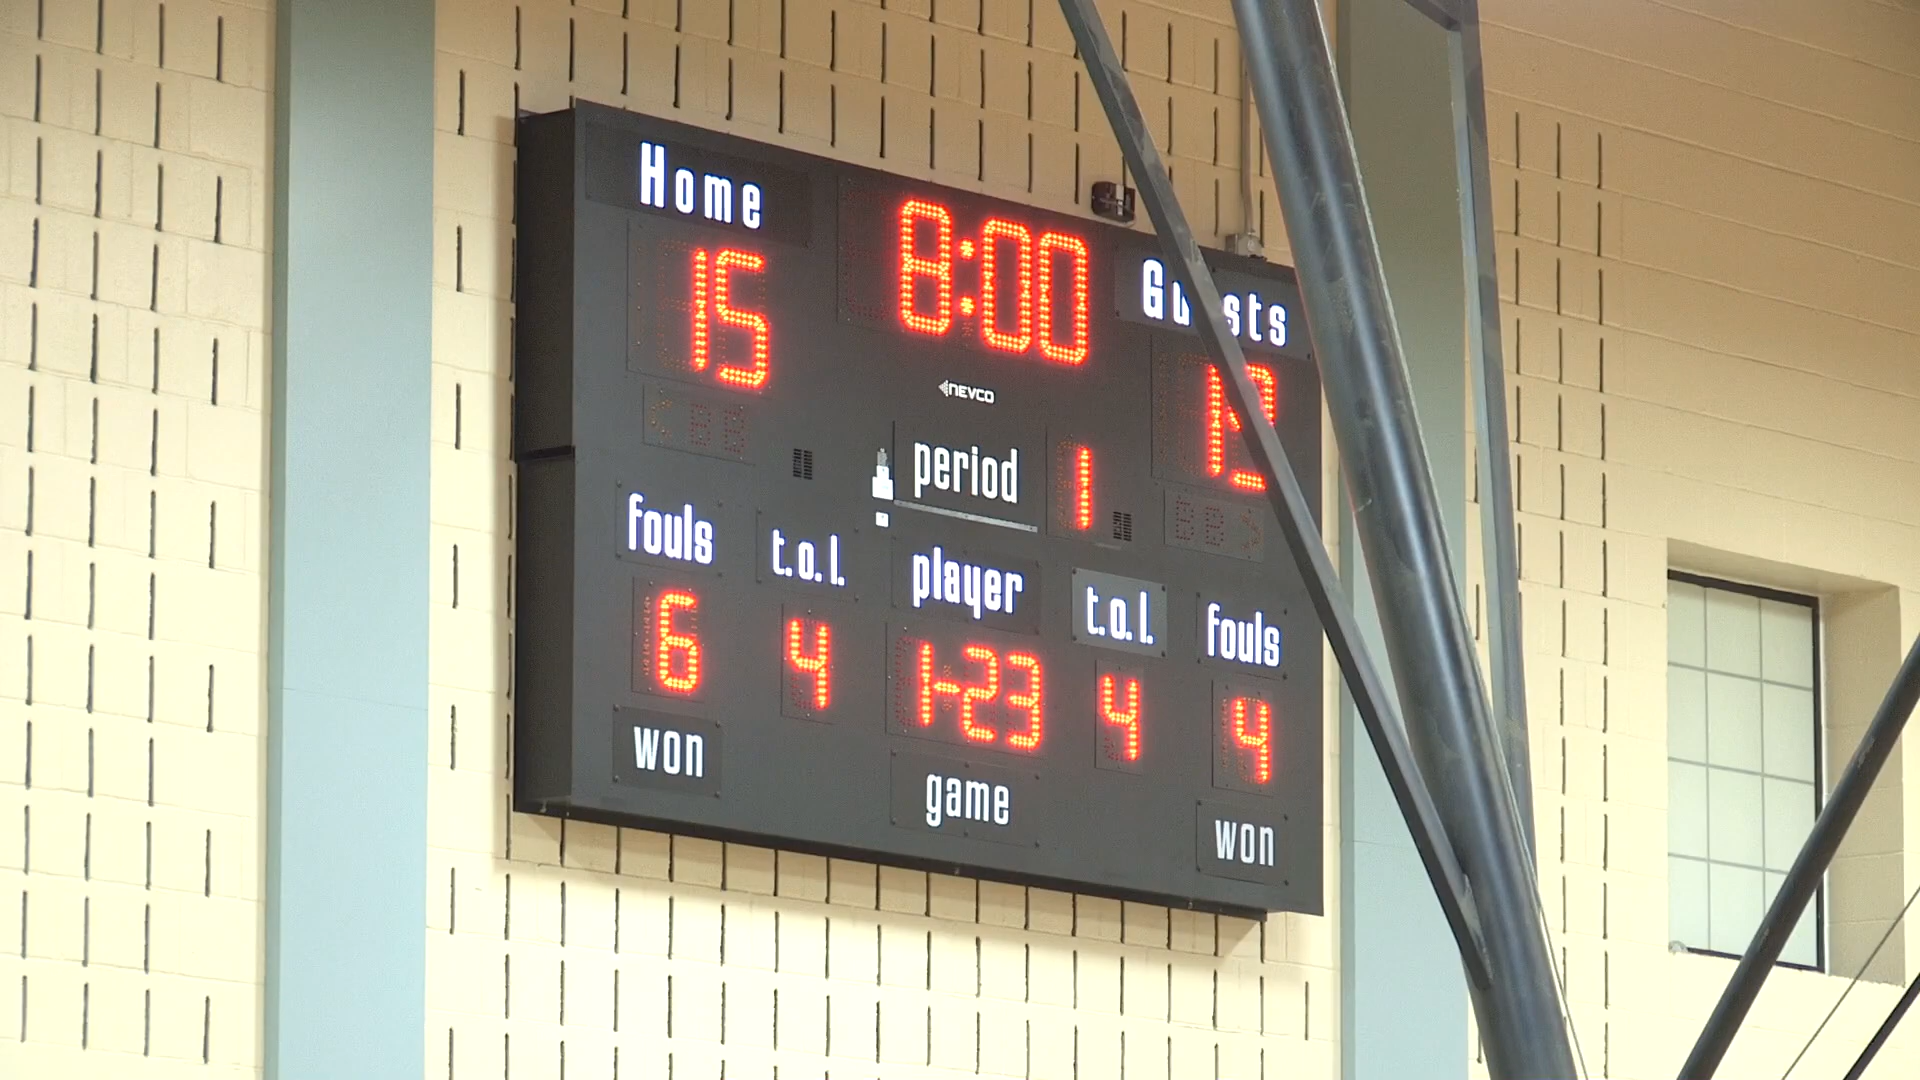 Home
8:00
15
NEVCO
period 1
fouls t.o.l. player t.o.l. fouls
6 4 1-23 4 4
won game won